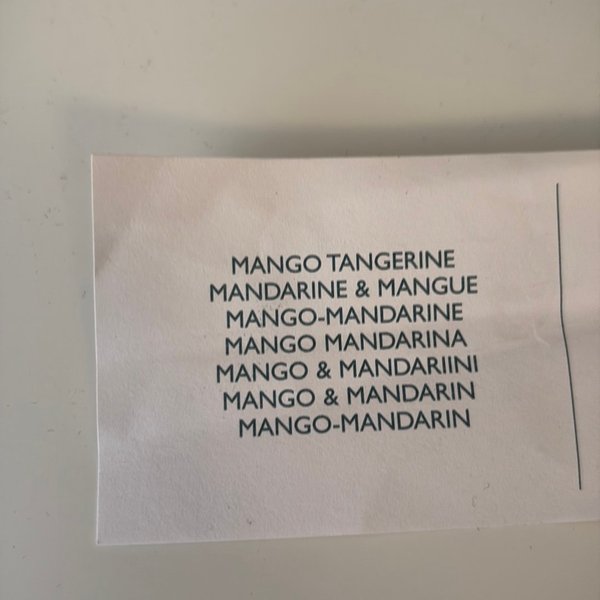 MANGO TANGERINE
MANDARINE & MANGUE
MANGO-MANDARINE
MANGO MANDARINA
MANGO & MANDARIINI
MANGO & MANDARIN
MANGO-MANDARIN